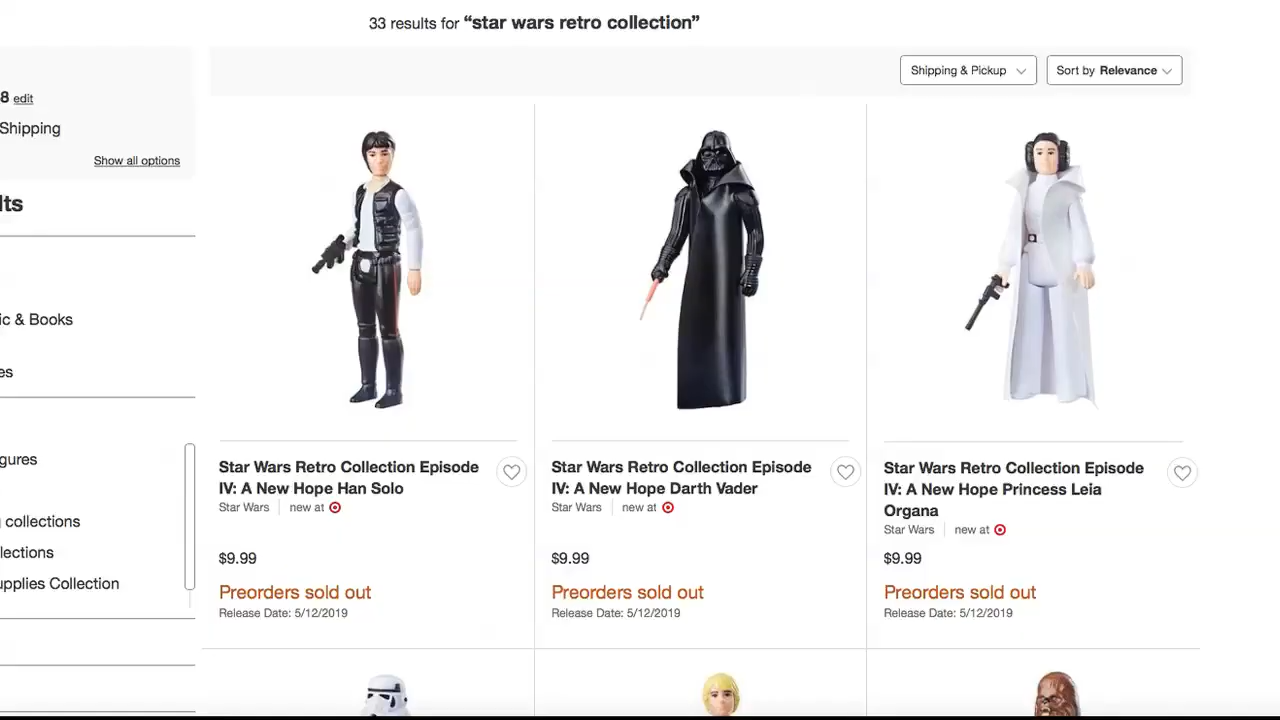 33 results for “star wars retro collection”
8 edit
Shipping
Show all options
lts
ic & Books
es
gures
collections
lections
upplies Collection
Shipping & Pickup
Sort by Relevance
Star Wars Retro Collection Episode
IV: A New Hope Han Solo
Star Wars
new at
$9.99
Preorders sold out
Release Date: 5/12/2019
Star Wars Retro Collection Episode
IV: A New Hope Darth Vader
Star Wars
new at
$9.99
Preorders sold out
Release Date: 5/12/2019
Star Wars Retro Collection Episode
IV: A New Hope Princess Leia
Organa
Star Wars
new at
$9.99
Preorders sold out
Release Date: 5/12/2019